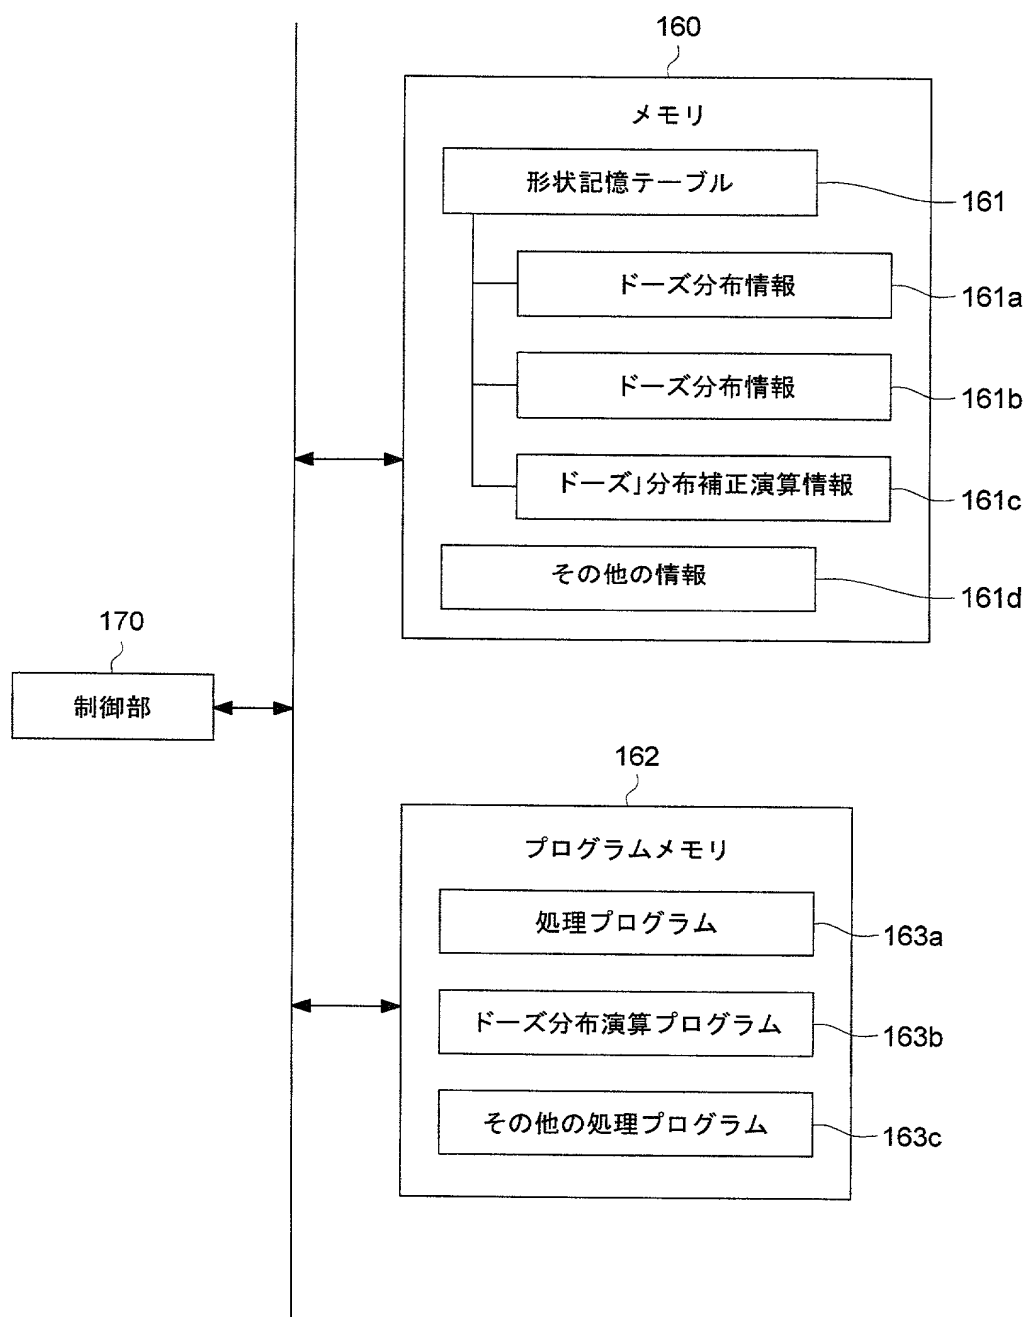 160
メモリ
形状記憶テーブル
161
ドーズ分布情報
161a
ドーズ分布情報
161b
ドーズ」分布補正演算情報
161c
その他の情報
161d
170
制御部
162
プログラムメモリ
処理プログラム
163a
ドーズ分布演算プログラム
163b
その他の処理プログラム
163c